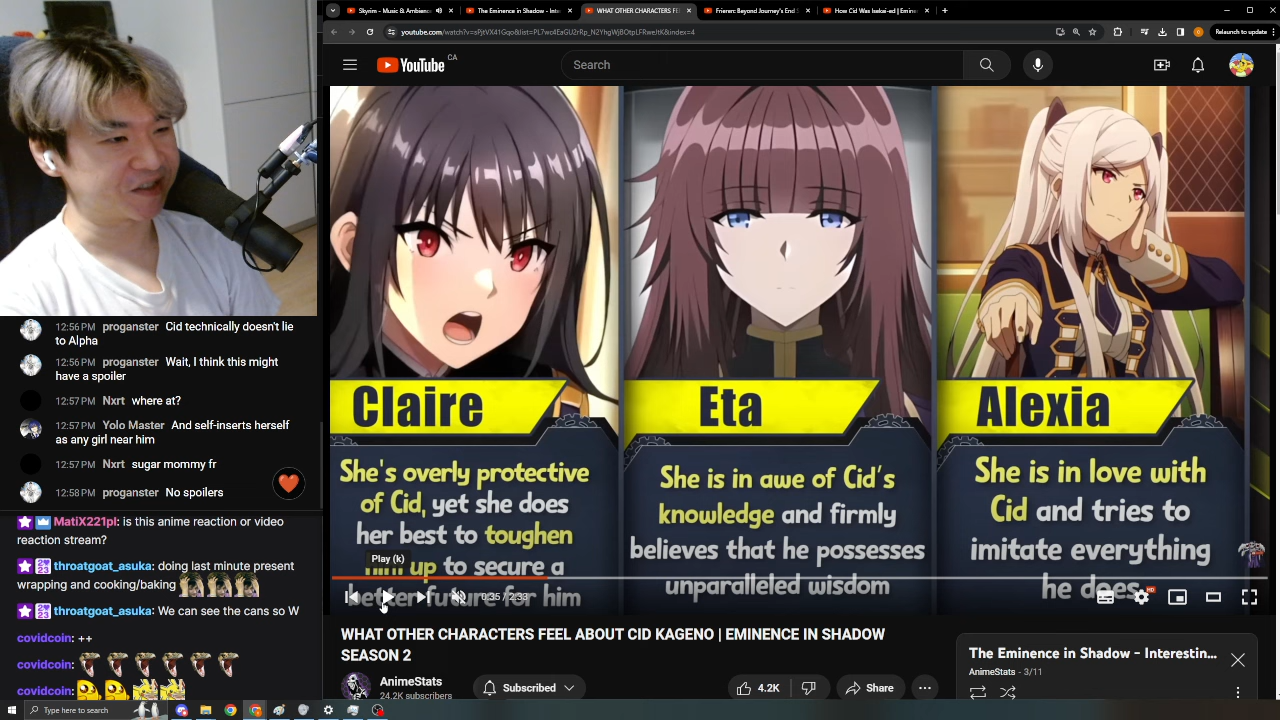 Skyrim - Music & Ambience
The Eminence in Shadow - Inte
WHAT OTHER CHARACTERS FE
Frieren: Beyond Journey's End S
How Cid Was Isekai-ed | Emine
youtube.com/watch?v=
Relaunch to update
YouTube CA
Search
12:56 PM proganster Cid technically doesn't lie
to Alpha
12:56 PM proganster Wait, I think this might
have a spoiler
12:57 PM Nxrt where at?
12:57 PM Yolo Master And self-inserts herself
as any girl near him
12:57 PM Nxrt sugar mommy fr
12:58 PM proganster No spoilers
MatiX221pl: is this anime reaction or video
reaction stream?
throatgoat_asuka: doing last minute present
wrapping and cooking/baking
throatgoat_asuka: We can see the cans so W
covidcoin: ++
covidcoin:
covidcoin:
Claire
She's overly protective
of Cid, yet she does
her best to toughen
him up to secure a
better future for him
Eta
She is in awe of Cid's
knowledge and firmly
believes that he possesses
unparalleled wisdom
Alexia
She is in love with
Cid and tries to
imitate everything
he does
Play (k)
0:35 / 2:33
HD
WHAT OTHER CHARACTERS FEEL ABOUT CID KAGENO | EMINENCE IN SHADOW
SEASON 2
AnimeStats
24.2K subscribers
Subscribed
4.2K
Share
The Eminence in Shadow - Interestin...
AnimeStats - 3/11
Type here to search